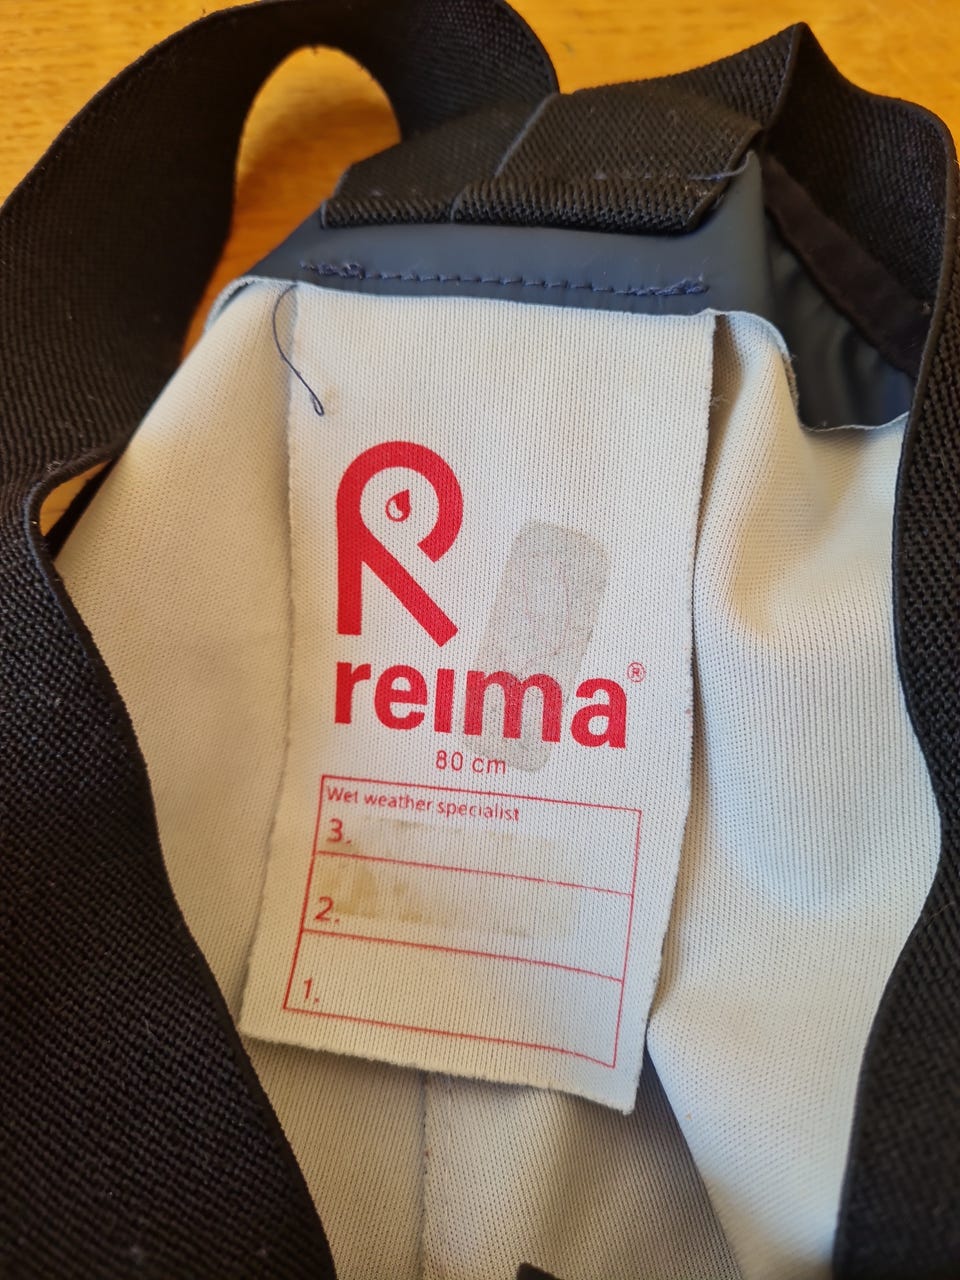 reima®
80 cm
Wet weather specialist
3.
2.
1.